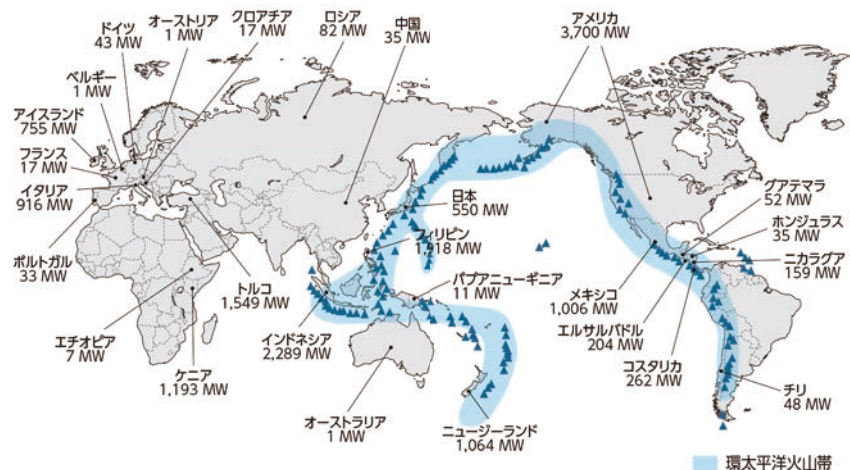 ドイツ
43 MW
オーストリア
1 MW
クロアチア
17 MW
ロシア
82 MW
中国
35 MW
アメリカ
3,700 MW
ベルギー
1 MW
アイスランド
755 MW
フランス
17 MW
イタリア
916 MW
ポルトガル
33 MW
トルコ
1,549 MW
エチオピア
7 MW
ケニア
1,193 MW
日本
550 MW
フィリピン
1,918 MW
パプアニューギニア
11 MW
インドネシア
2,289 MW
オーストラリア
1 MW
ニュージーランド
1,064 MW
グアテマラ
52 MW
ホンジュラス
35 MW
ニカラグア
159 MW
メキシコ
1,006 MW
エルサルバドル
204 MW
コスタリカ
262 MW
チリ
48 MW
環太平洋火山帯